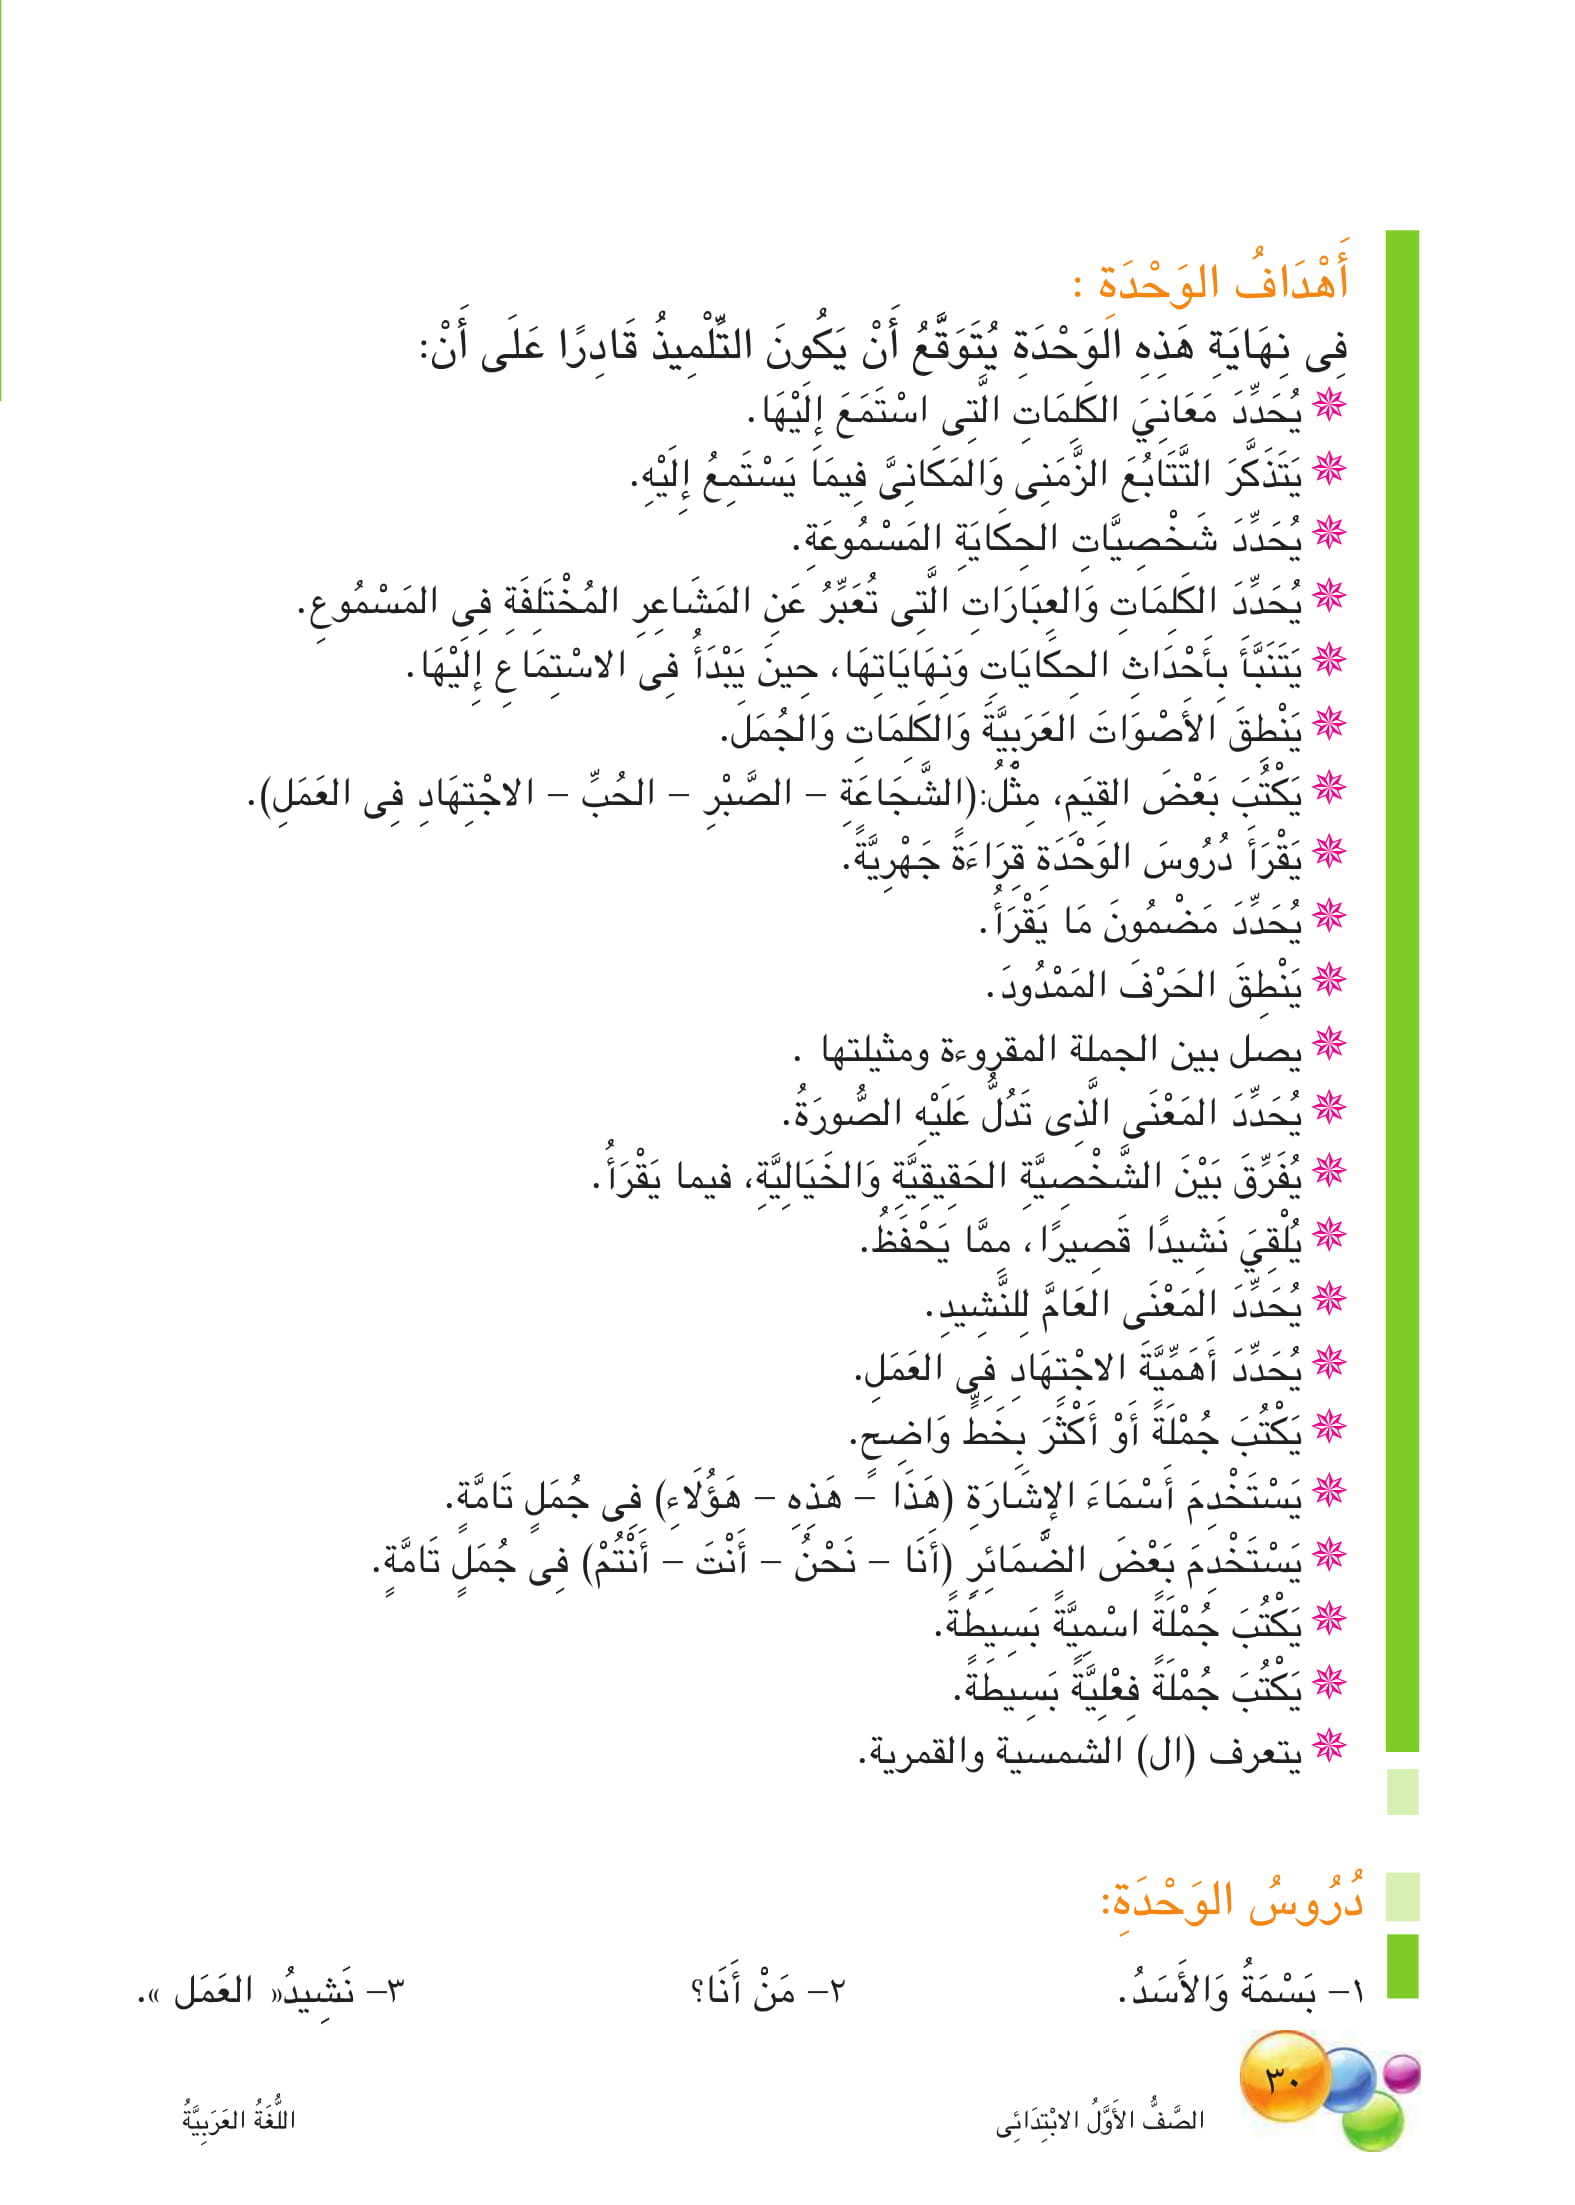 أَهْدَافُ الوَحْدَةِ :
فِى نِهَايَةِ هَذِهِ الوَحْدَةِ يُتَوَقَّعُ أَنْ يَكُونَ التِّلْمِيذُ قَادِرًا عَلَى أَنْ:
يُحَدِّدَ مَعَانِيَ الكَلِمَاتِ الَّتِى اسْتَمَعَ إِلَيْهَا.
يَتَذَكَّرَ التَّتَابُعَ الزَّمَنِى وَالمَكَانِىَّ فِيمَا يَسْتَمِعُ إِلَيْهِ.
يُحَدِّدَ شَخْصِيَّاتِ الحِكَايَةِ المَسْمُوعَةِ.
يُحَدِّدَ الكَلِمَاتِ وَالعِبَارَاتِ الَّتِى تُعَبِّرُ عَنِ المَشَاعِرِ المُخْتَلِفَةِ فِى المَسْمُوعِ.
يَتَنَبَّأَ بِأَحْدَاثِ الحِكَايَاتِ وَنِهَايَاتِهَا، حِينَ يَبْدَأُ فِى الاسْتِمَاعِ إِلَيْهَا.
يَنْطِقَ الأَصْوَاتَ العَرَبِيَّةَ وَالكَلِمَاتِ وَالجُمَلَ.
يَكْتُبَ بَعْضَ القِيَمِ، مِثْلُ:(الشَّجَاعَةِ – الصَّبْرِ – الحُبِّ – الاجْتِهَادِ فِى العَمَلِ).
يَقْرَأَ دُرُوسَ الوَحْدَةِ قِرَاءَةً جَهْرِيَّةً.
يُحَدِّدَ مَضْمُونَ مَا يَقْرَأُ.
يَنْطِقَ الحَرْفَ المَمْدُودَ.
يصل بين الجملة المقروءة ومثيلتها .
يُحَدِّدَ المَعْنَى الَّذِى تَدُلُّ عَلَيْهِ الصُّورَةُ.
يُفَرِّقَ بَيْنَ الشَّخْصِيَّةِ الحَقِيقِيَّةِ وَالخَيَالِيَّةِ، فيما يَقْرَأُ.
يُلْقِيَ نَشِيدًا قَصِيرًا، مِمَّا يَحْفَظُ.
يُحَدِّدَ المَعْنَى العَامَّ لِلنَّشِيدِ.
يُحَدِّدَ أَهَمِّيَّةَ الاجْتِهَادِ فِى العَمَلِ.
يَكْتُبَ جُمْلَةً أَوْ أَكْثَرَ بِخَطٍّ وَاضِحٍ.
يَسْتَخْدِمَ أَسْمَاءَ الإِشَارَةِ (هَذَا – هَذِهِ – هَؤُلَاءِ) فِى جُمَلٍ تَامَّةٍ.
يَسْتَخْدِمَ بَعْضَ الضَّمَائِرِ (أَنَا – نَحْنُ – أَنْتَ – أَنْتُمْ) فِى جُمَلٍ تَامَّةٍ.
يَكْتُبَ جُمْلَةً اسْمِيَّةً بَسِيطَةً.
يَكْتُبَ جُمْلَةً فِعْلِيَّةً بَسِيطَةً.
يتعرف (ال) الشمسية والقمرية.
دُرُوسُ الوَحْدَةِ:
١– بَسْمَةُ وَالأَسَدُ. ٢– مَنْ أَنَا؟ ٣– نَشِيدُ« العَمَل ».
٣٠
الصَّفُّ الأَوَّلُ الابْتِدَائِى اللُّغَةُ العَرَبِيَّةُ